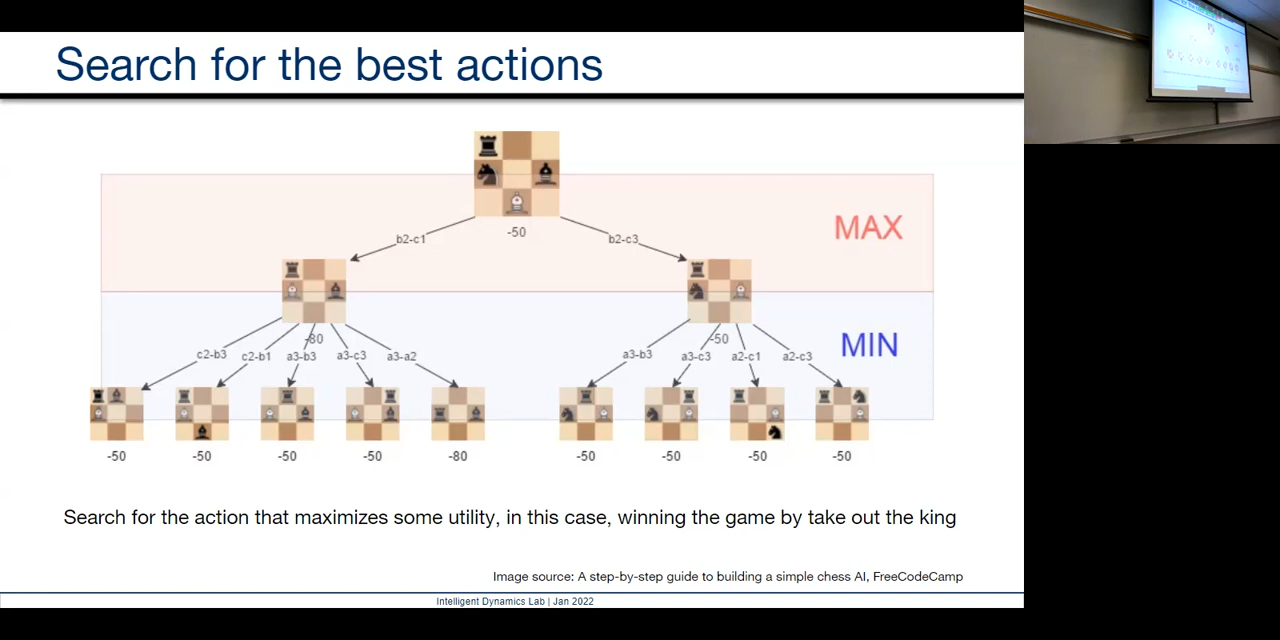 Search for the best actions
-50
MAX
b2-c1
b2-c3
-80
-50
MIN
c2-b3
c2-b1
a3-b3
a3-c3
a3-a2
a3-b3
a3-c3
a2-c1
a2-c3
-50 -50 -50 -50 -80 -50 -50 -50 -50
Search for the action that maximizes some utility, in this case, winning the game by take out the king
Image source: A step-by-step guide to building a simple chess AI, FreeCodeCamp
Intelligent Dynamics Lab | Jan 2022